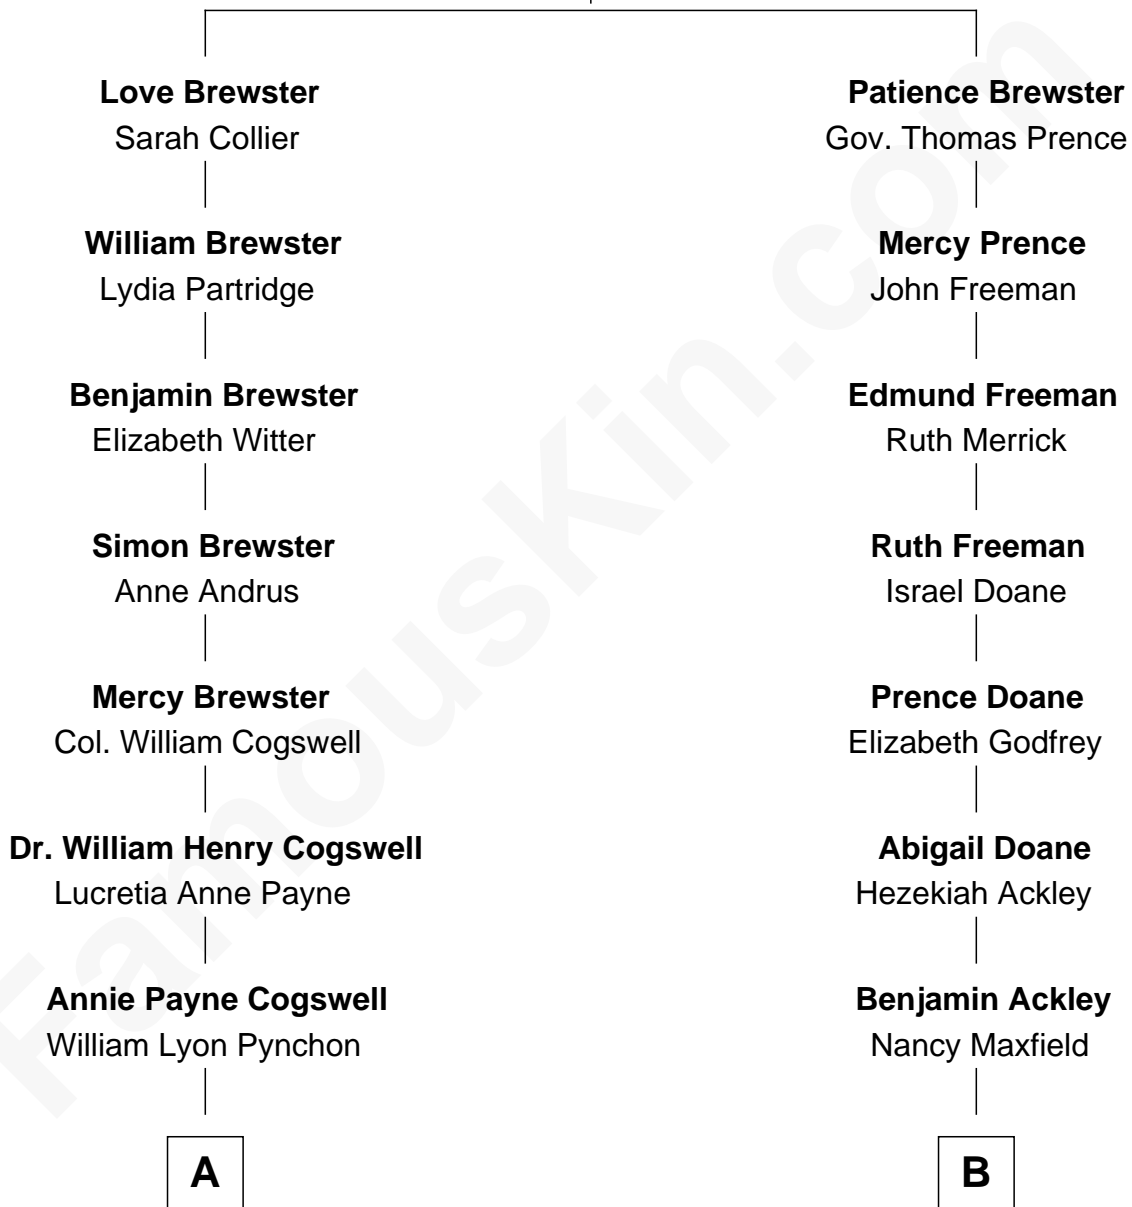 Love Brewster
Sarah Collier
William Brewster
Lydia Partridge
Benjamin Brewster
Elizabeth Witter
Simon Brewster
Anne Andrus
Mercy Brewster
Col. William Cogswell
Dr. William Henry Cogswell
Lucretia Anne Payne
Annie Payne Cogswell
William Lyon Pynchon
A
Patience Brewster
Gov. Thomas Prence
Mercy Prence
John Freeman
Edmund Freeman
Ruth Merrick
Ruth Freeman
Israel Doane
Prence Doane
Elizabeth Godfrey
Abigail Doane
Hezekiah Ackley
Benjamin Ackley
Nancy Maxfield
B
FamousKin.com